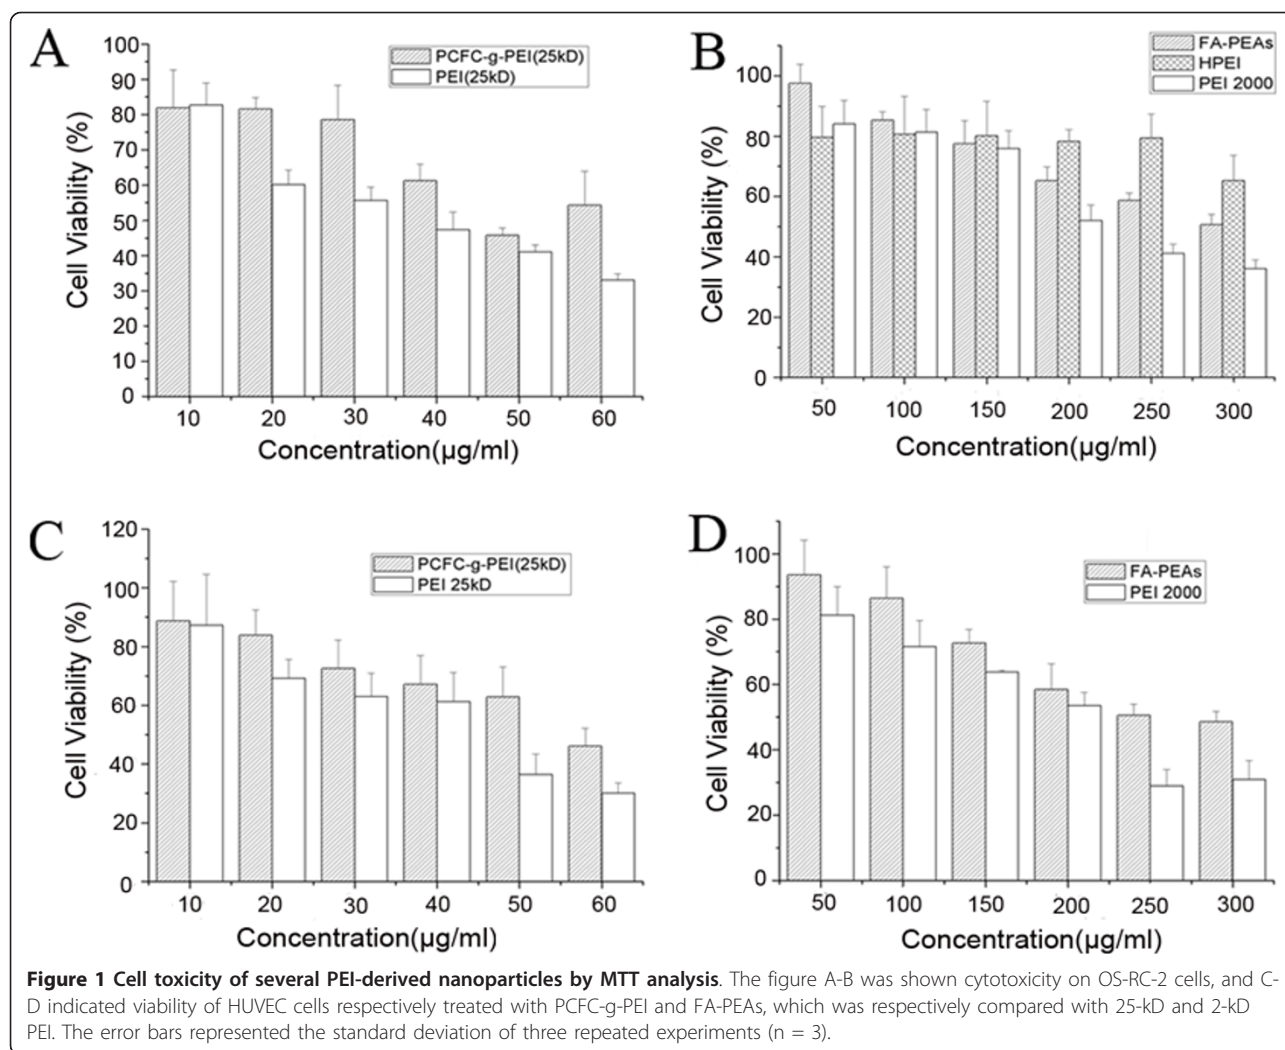 A
PCFC-g-PEI(25kD)
PEI(25kD)
100
90
80
70
60
50
40
30
20
10
0
Cell Viability (%)
10 20 30 40 50 60
Concentration(μg/ml)
B
FA-PEAs
HPEI
PEI 2000
100
80
60
40
20
0
Cell Viability (%)
50 100 150 200 250 300
Concentration(μg/ml)
C
PCFC-g-PEI(25kD)
PEI 25kD
120
100
80
60
40
20
0
Cell Viability (%)
10 20 30 40 50 60
Concentration(μg/ml)
D
FA-PEAs
PEI 2000
100
80
60
40
20
0
Cell Viability (%)
50 100 150 200 250 300
Concentration(μg/ml)
Figure 1 Cell toxicity of several PEI-derived nanoparticles by MTT analysis. The figure A-B was shown cytotoxicity on OS-RC-2 cells, and C-
D indicated viability of HUVEC cells respectively treated with PCFC-g-PEI and FA-PEAs, which was respectively compared with 25-kD and 2-kD
PEI. The error bars represented the standard deviation of three repeated experiments (n = 3).